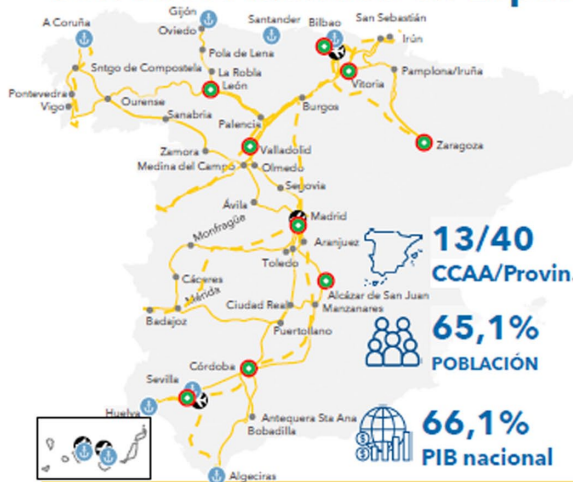 Gijón
A Coruña
Oviedo
Santander
Bilbao
San Sebastián
Irún
Pola de Lena
Sntgo de Compostela
La Robla
León
Vitoria
Pamplona/Iruña
Pontevedra
Vigo
Ourense
Sanabria
Burgos
Palencia
Zaragoza
Zamora
Valladolid
Medina del Campo
Olmedo
Segovia
Ávila
Madrid
Monfragüe
Aranjuez
Toledo
13/40
CCAA/Provin.
Cáceres
Mérida
Alcázar de San Juan
Ciudad Real
Manzanares
Badajoz
Puertollano
65,1%
POBLACIÓN
Córdoba
Sevilla
Huelva
Antequera Sta Ana
Bobadilla
66,1%
PIB nacional
Algeciras